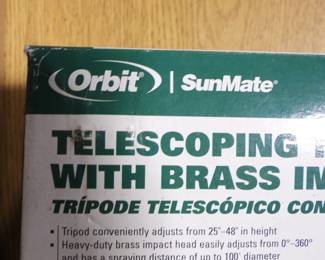 Orbit® | SunMate®
TELESCOPING
WITH BRASS IM
TRÍPODE TELESCÓPICO CON
• Tripod conveniently adjusts from 25"-48" in height
• Heavy-duty brass impact head easily adjusts from 0°-360°
and has a spraying distance of up to 100' diameter